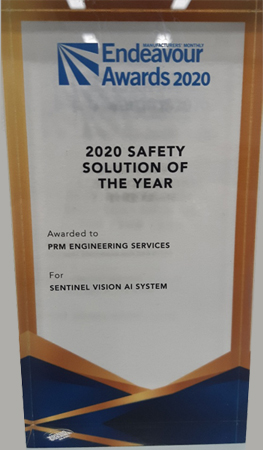 MANUFACTURERS' MONTHLY
Endeavour
Awards 2020
2020 SAFETY
SOLUTION OF
THE YEAR
Awarded to
PRM ENGINEERING SERVICES
For
SENTINEL VISION AI SYSTEM